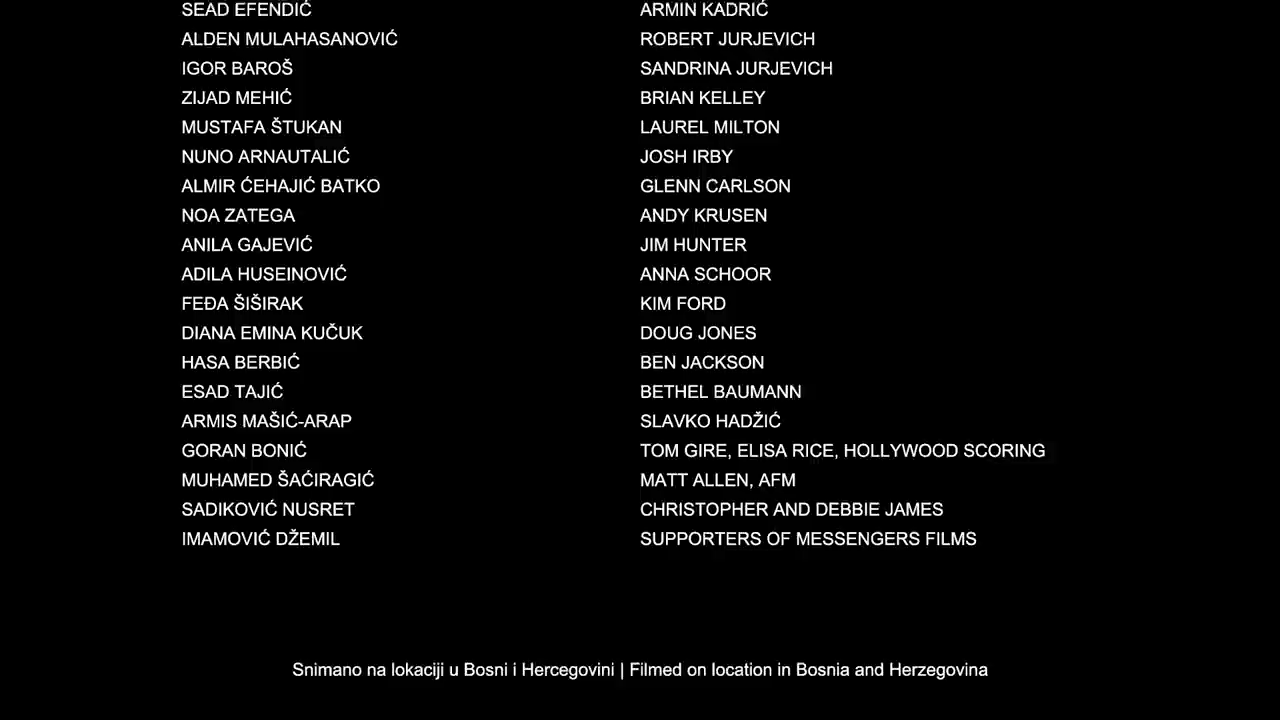 SEAD EFENDIĆ
ALDEN MULAHASANOVIĆ
IGOR BAROŠ
ZIJAD MEHIĆ
MUSTAFA ŠTUKAN
NUNO ARNAUTALIĆ
ALMIR ĆEHAJIĆ BATKO
NOA ZATEGA
ANILA GAJEVIĆ
ADILA HUSEINOVIĆ
FEĐA ŠIŠIRAK
DIANA EMINA KUČUK
HASA BERBIĆ
ESAD TAJIĆ
ARMIS MAŠIĆ-ARAP
GORAN BONIĆ
MUHAMED ŠAĆIRAGIĆ
SADIKOVIĆ NUSRET
IMAMOVIĆ DŽEMIL
ARMIN KADRIĆ
ROBERT JURJEVICH
SANDRINA JURJEVICH
BRIAN KELLEY
LAUREL MILTON
JOSH IRBY
GLENN CARLSON
ANDY KRUSEN
JIM HUNTER
ANNA SCHOOR
KIM FORD
DOUG JONES
BEN JACKSON
BETHEL BAUMANN
SLAVKO HADŽIĆ
TOM GIRE, ELISA RICE, HOLLYWOOD SCORING
MATT ALLEN, AFM
CHRISTOPHER AND DEBBIE JAMES
SUPPORTERS OF MESSENGERS FILMS
Snimano na lokaciji u Bosni i Hercegovini | Filmed on location in Bosnia and Herzegovina